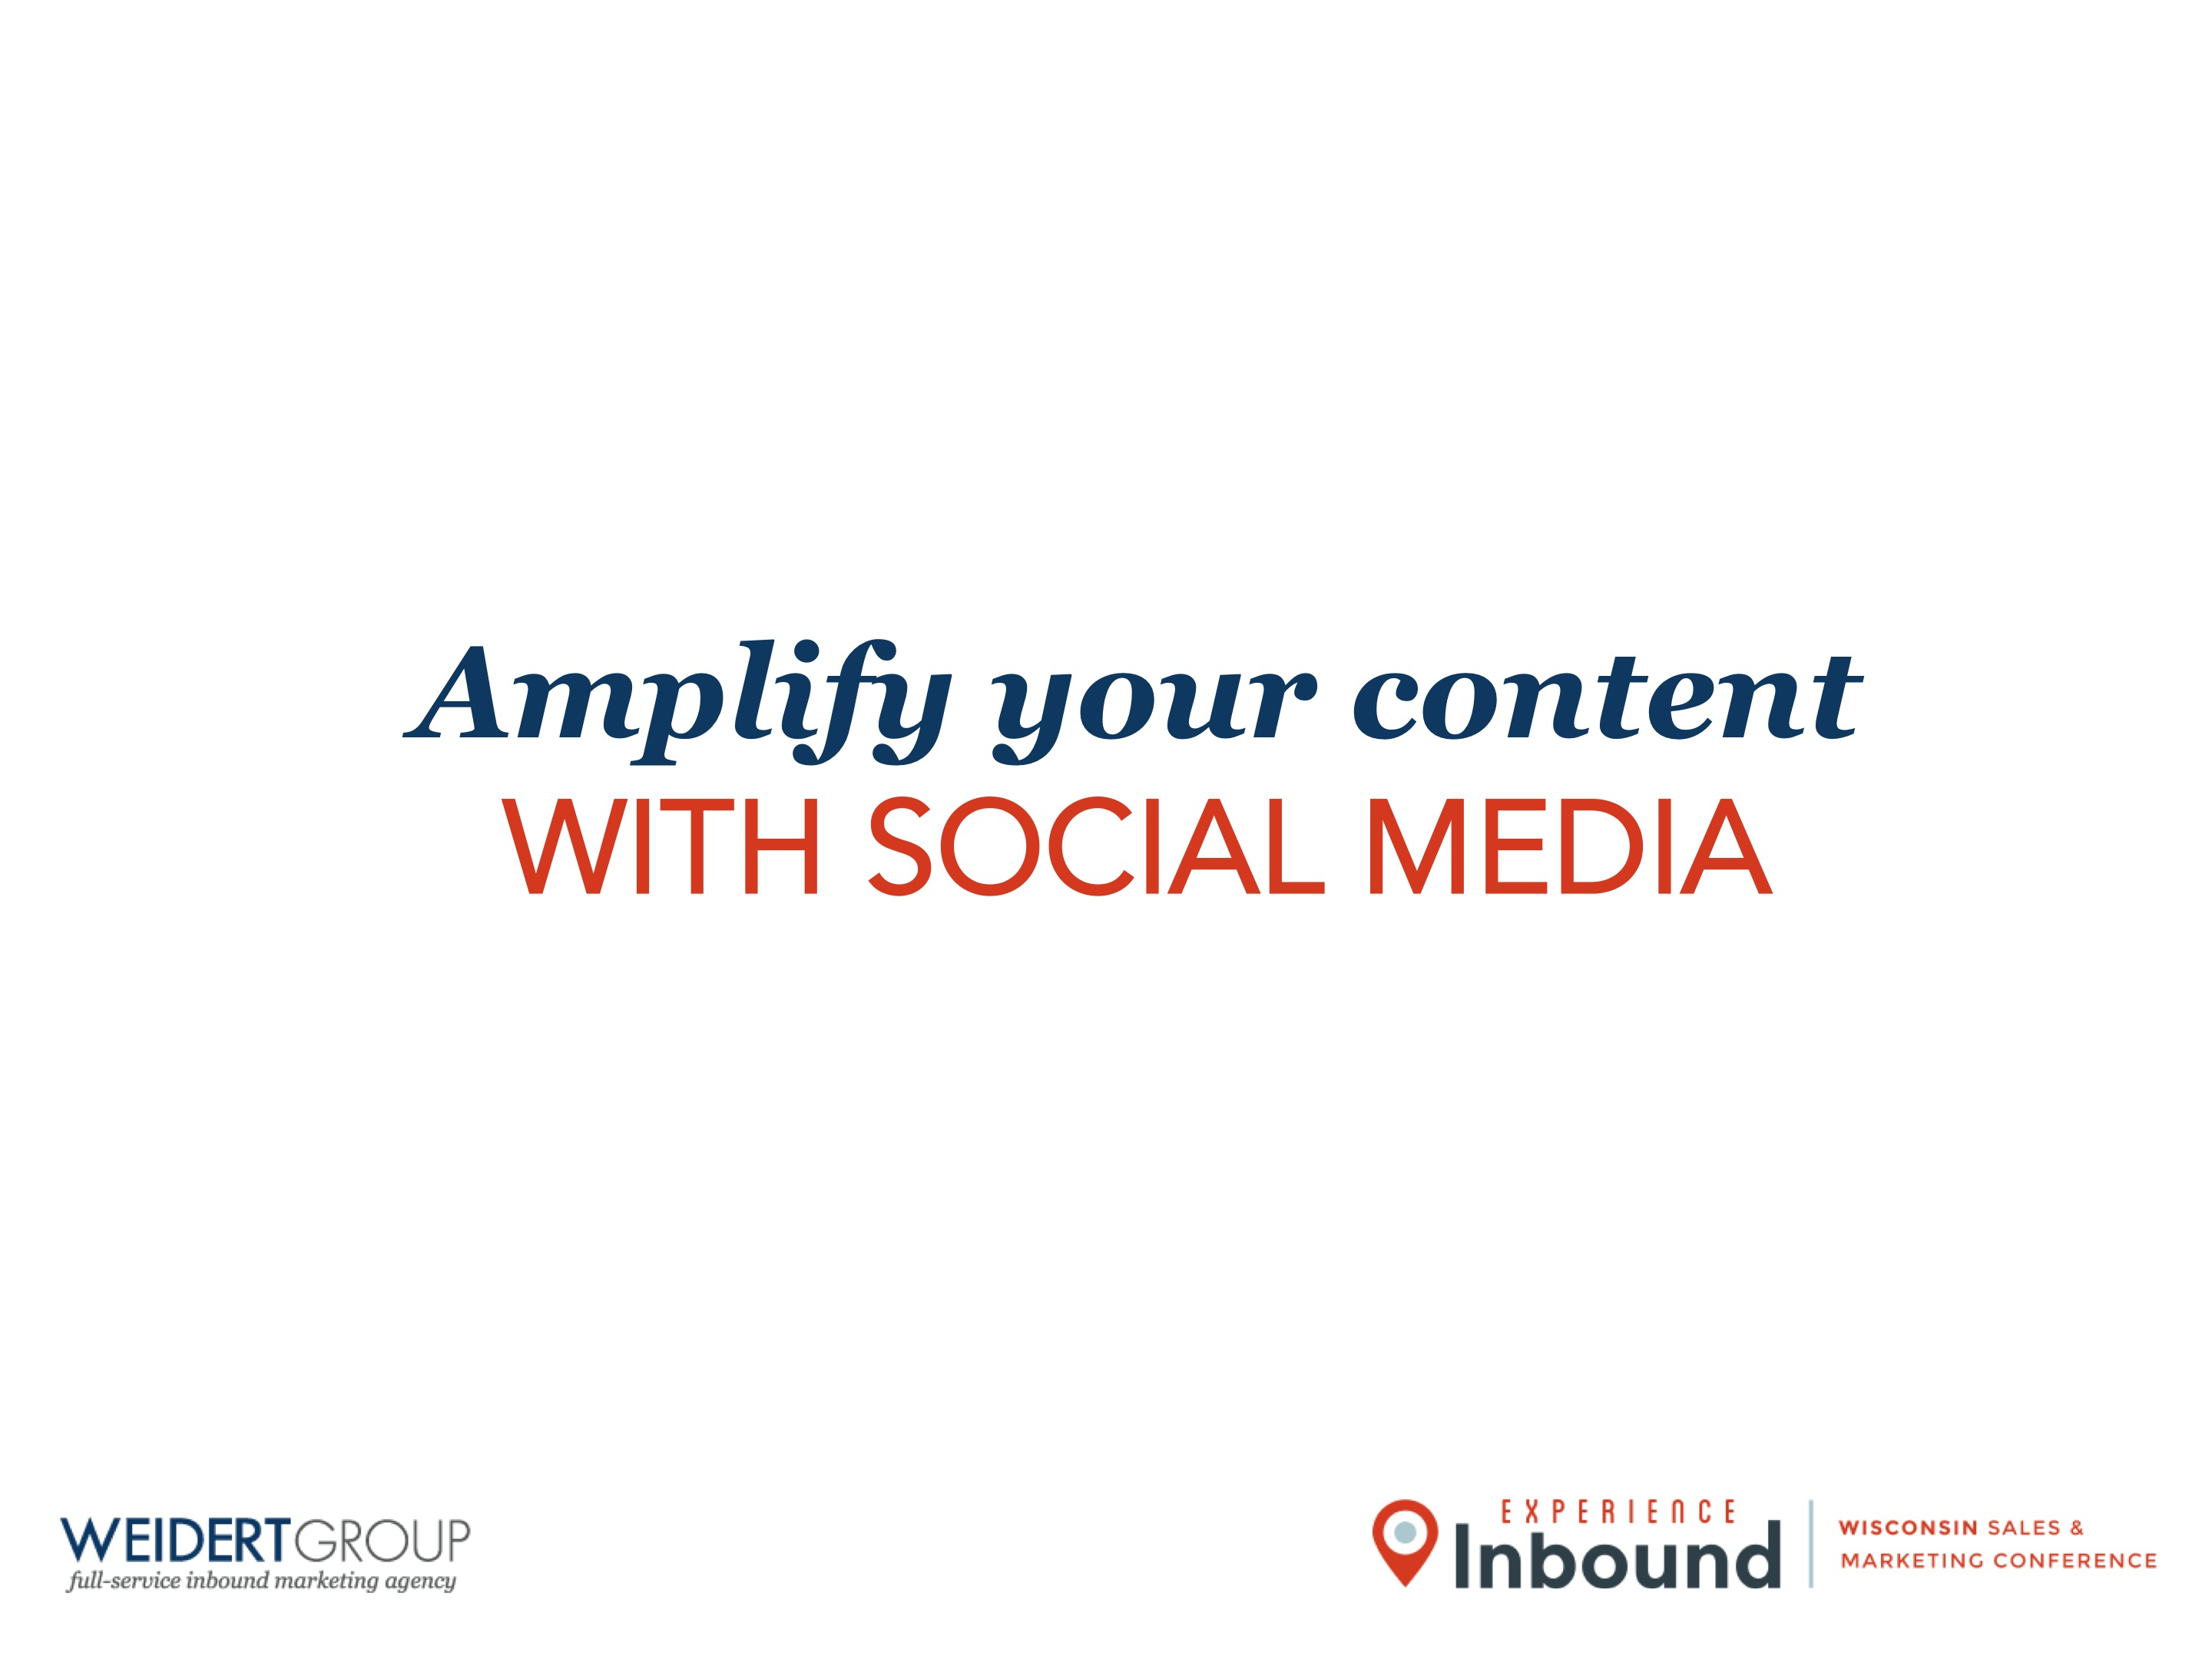 Amplify your content
WITH SOCIAL MEDIA
WEIDERTGROUP
full-service inbound marketing agency
EXPERIENCE
Inbound
WISCONSIN SALES &
MARKETING CONFERENCE